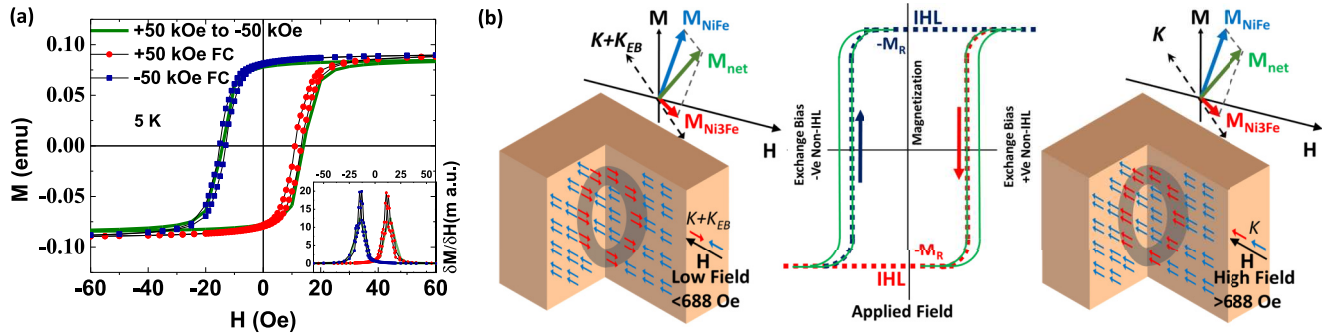 (a)
+50 kOe to -50 kOe
+50 kOe FC
-50 kOe FC
5 K
M (emu)
0.10
0.05
0.00
-0.05
-0.10
-60 -40 -20 0 20 40 60
H (Oe)
-50 0 50
20
15
10
5
0
δM/δH(m a.u.)
(b)
M
M_NiFe
K+K_EB
M_net
M_Ni3Fe
H
K+K_EB
H
Low Field
<688 Oe
IHL
-M_R
Exchange Bias
-Ve Non-IHL
Magnetization
Exchange Bias
+Ve Non-IHL
-M_R
IHL
Applied Field
M
M_NiFe
K
M_net
M_Ni3Fe
H
K
H
High Field
>688 Oe